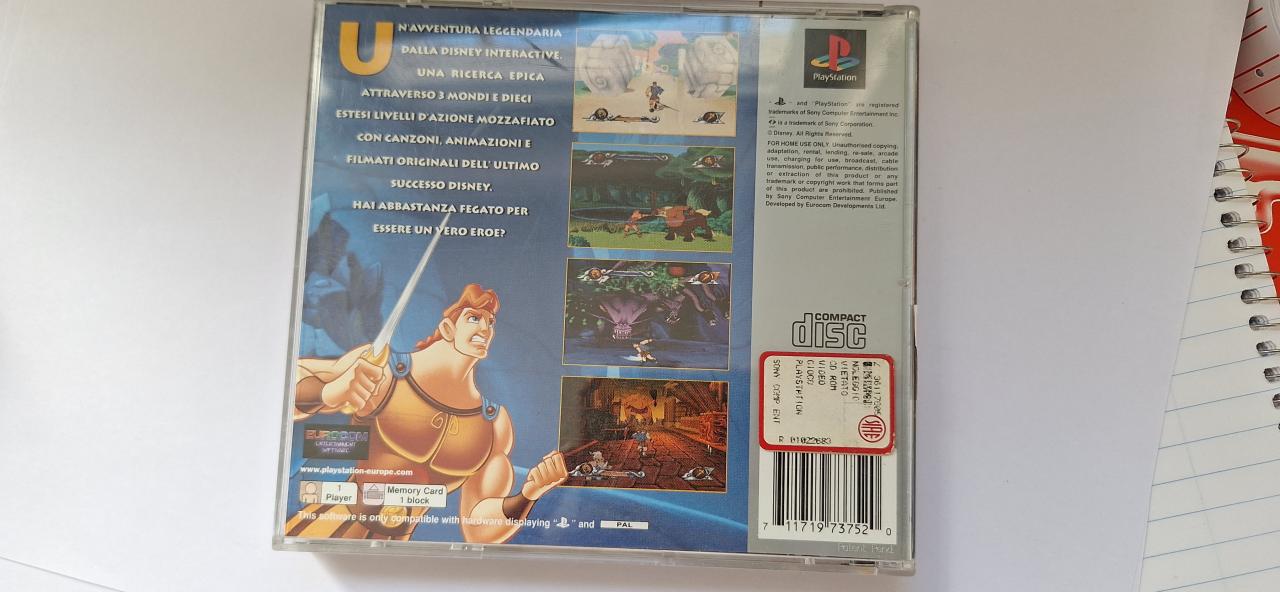 UN'AVVENTURA LEGGENDARIA
DALLA DISNEY INTERACTIVE.
UNA RICERCA EPICA
ATTRAVERSO 3 MONDI E DIECI
ESTESI LIVELLI D'AZIONE MOZZAFIATO
CON CANZONI, ANIMAZIONI E
FILMATI ORIGINALI DELL' ULTIMO
SUCCESSO DISNEY.
HAI ABBASTANZA FEGATO PER
ESSERE UN VERO EROE?
EUROCOM
ENTERTAINMENT
SOFTWARE
www.playstation-europe.com
1
Player
Memory Card
1 block
This software is only compatible with hardware displaying " " and PAL
PlayStation
" " and "PlayStation" are registered
trademarks of Sony Computer Entertainment Inc.
is a trademark of Sony Corporation.
© Disney. All Rights Reserved.
FOR HOME USE ONLY. Unauthorised copying,
adaptation, rental, lending, re-sale, arcade
use, charging for use, broadcast, cable
transmission, public performance, distribution
or extraction of this product or any
trademark or copyright work that forms part
of this product are prohibited. Published
by Sony Computer Entertainment Europe.
Developed by Eurocom Developments Ltd.
COMPACT
disc
NOLEGGIO
VIETATO
CD ROM
VIDEO
GIOCO
PLAYSTATION
SONY COMP ENT
SIAE
R 01022683
7 11719 73752 0
Patent Pend